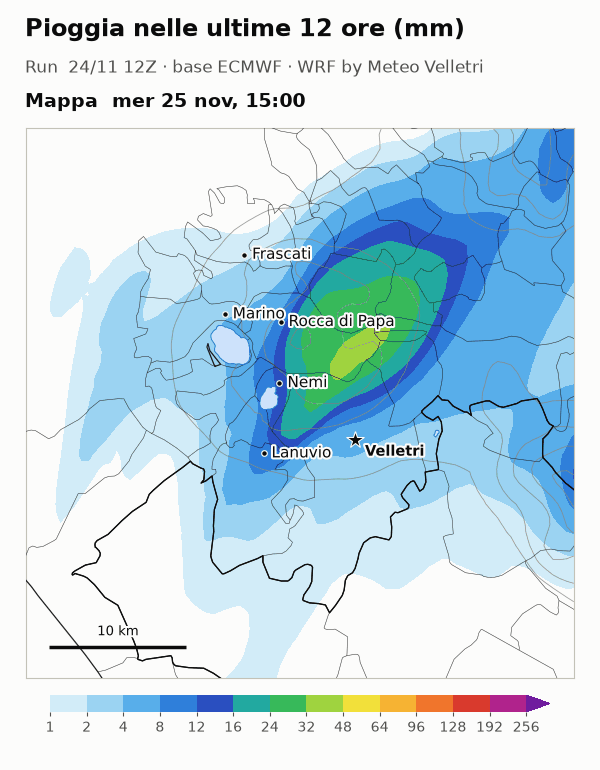 Pioggia nelle ultime 12 ore (mm)
Run  24/11 12Z · base ECMWF · WRF by Meteo Velletri
Mappa  mer 25 nov, 15:00
Frascati
Marino
Rocca di Papa
Nemi
Velletri
Lanuvio
10 km
1 2 4 8 12 16 24 32 48 64 96 128 192 256